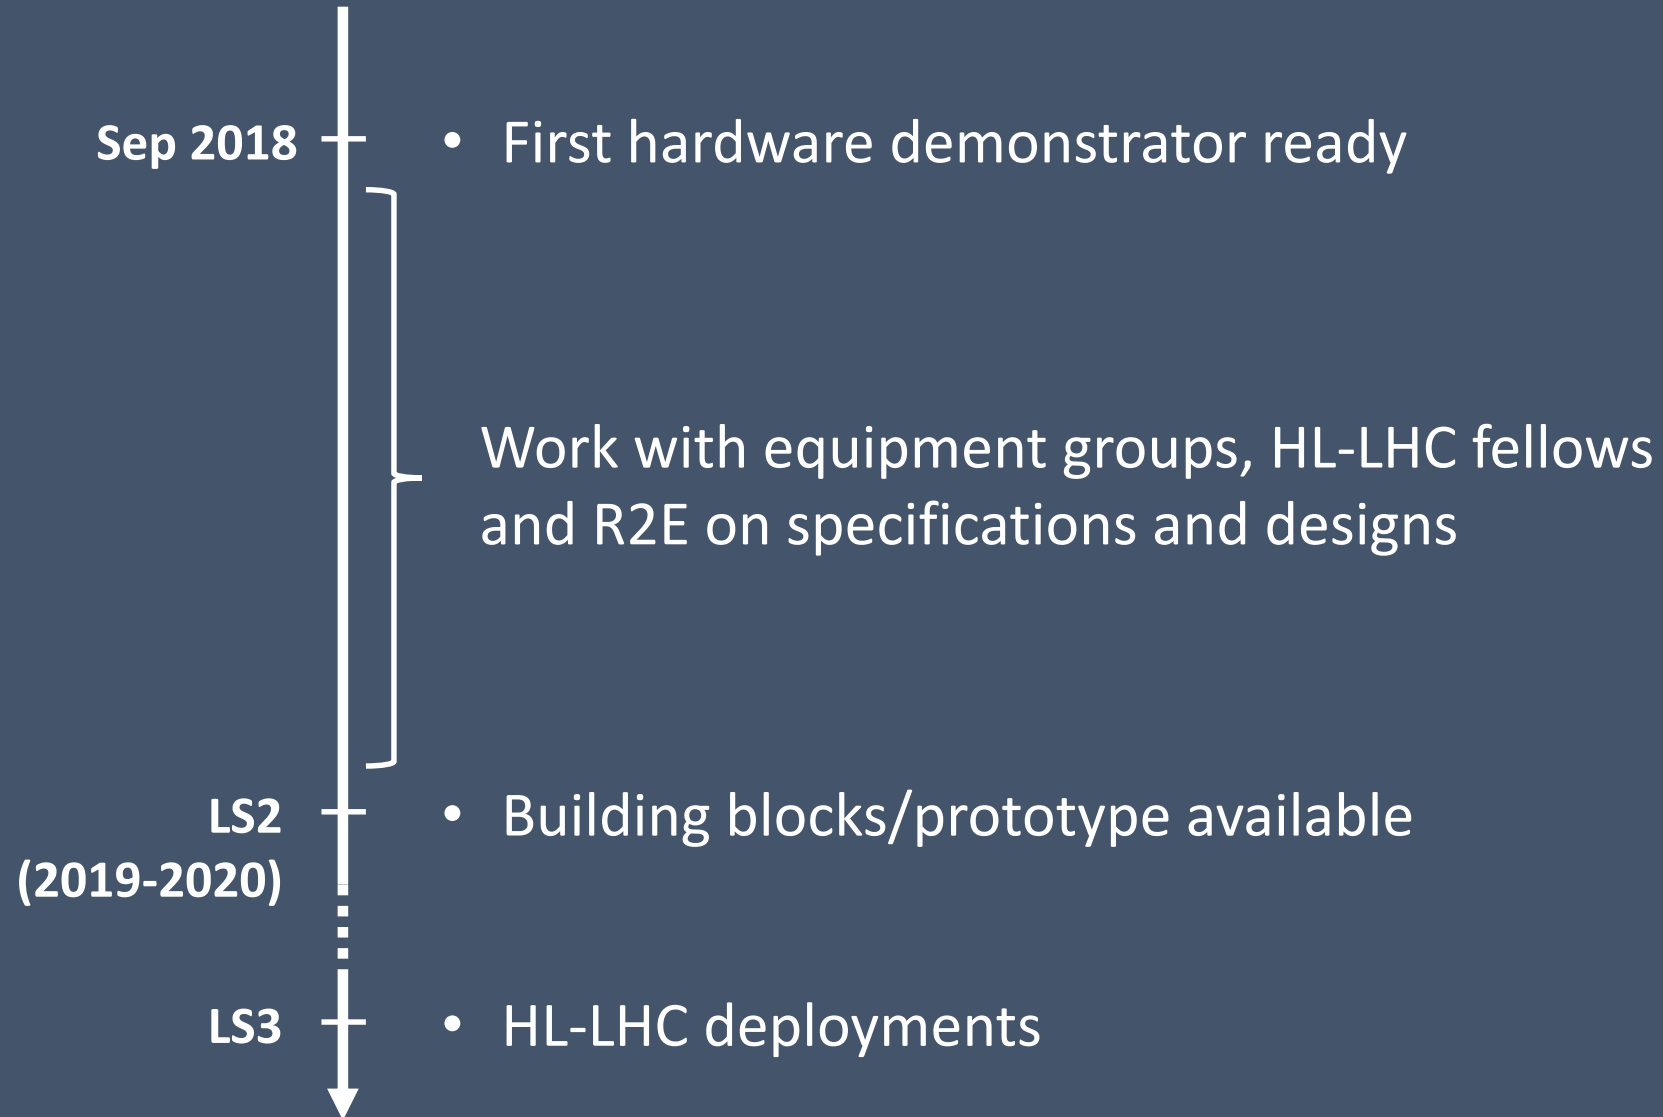 Sep 2018
• First hardware demonstrator ready
Work with equipment groups, HL-LHC fellows
and R2E on specifications and designs
LS2
(2019-2020)
• Building blocks/prototype available
LS3
• HL-LHC deployments